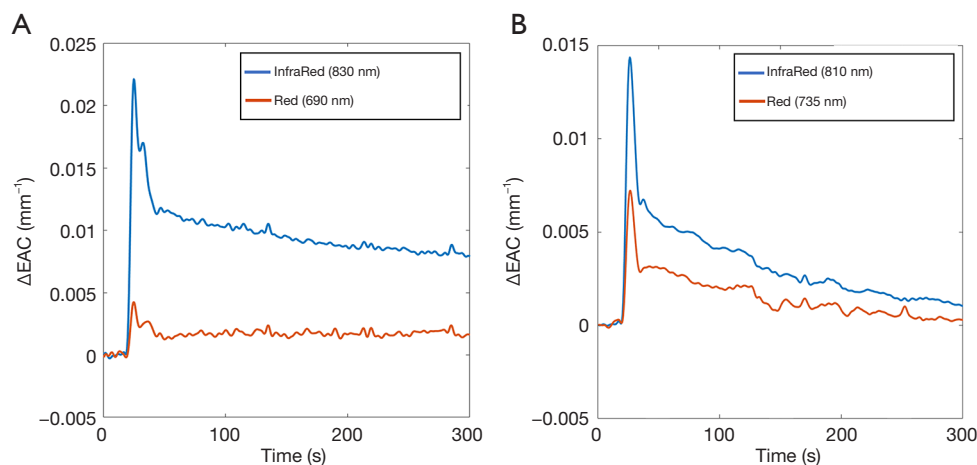 A
0.025
0.02
0.015
0.01
0.005
0
−0.005
ΔEAC (mm⁻¹)
InfraRed (830 nm)
Red (690 nm)
0 100 200 300
Time (s)
B
0.015
0.01
0.005
0
−0.005
ΔEAC (mm⁻¹)
InfraRed (810 nm)
Red (735 nm)
0 100 200 300
Time (s)